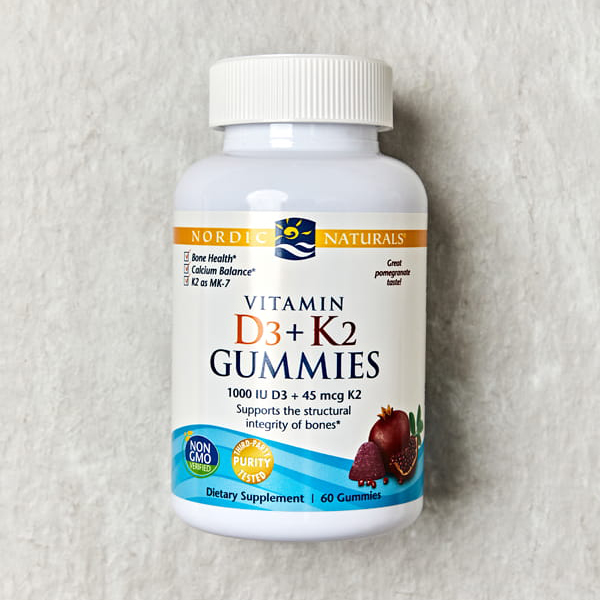 NORDIC NATURALS®
Bone Health*
Calcium Balance*
K2 as MK-7
Great
pomegranate
taste!
VITAMIN
D3+K2
GUMMIES
1000 IU D3 + 45 mcg K2
Supports the structural
integrity of bones*
NON
GMO
VERIFIED
THIRD-PARTY
PURITY
TESTED
Dietary Supplement | 60 Gummies